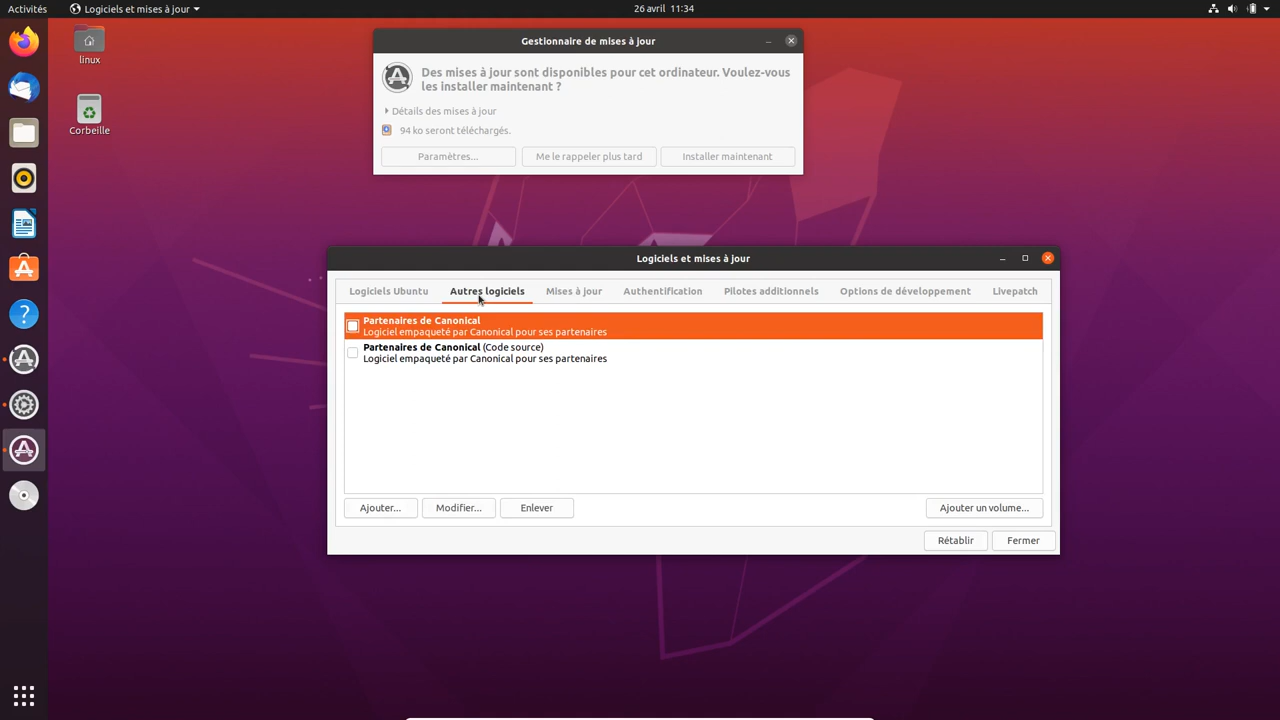 Activités
Logiciels et mises à jour
26 avril 11:34
linux
Corbeille
Gestionnaire de mises à jour
Des mises à jour sont disponibles pour cet ordinateur. Voulez-vous
les installer maintenant ?
Détails des mises à jour
94 ko seront téléchargés.
Paramètres...
Me le rappeler plus tard
Installer maintenant
Logiciels et mises à jour
Logiciels Ubuntu
Autres logiciels
Mises à jour
Authentification
Pilotes additionnels
Options de développement
Livepatch
Partenaires de Canonical
Logiciel empaqueté par Canonical pour ses partenaires
Partenaires de Canonical (Code source)
Logiciel empaqueté par Canonical pour ses partenaires
Ajouter...
Modifier...
Enlever
Ajouter un volume...
Rétablir
Fermer